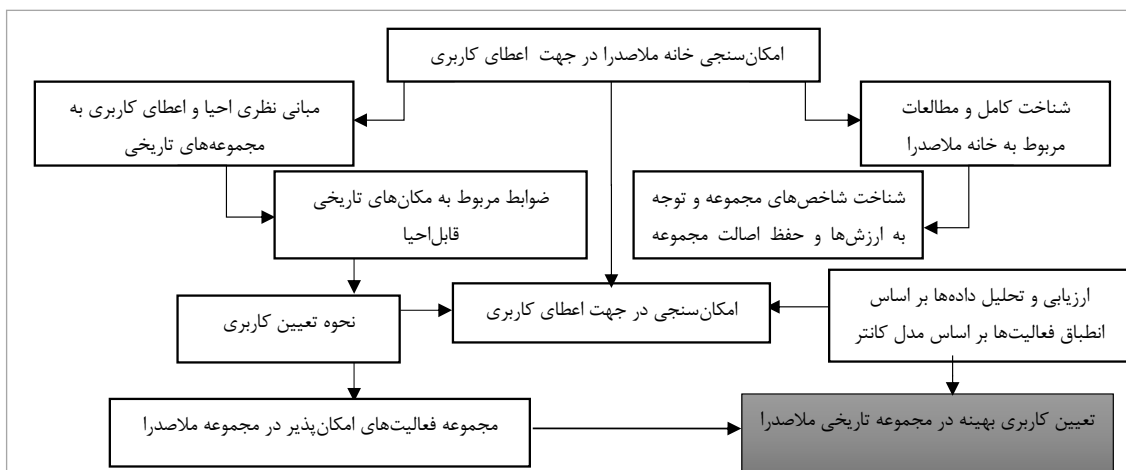 امکان‌سنجی خانه ملاصدرا در جهت اعطای کاربری
شناخت کامل و مطالعات
مربوط به خانه ملاصدرا
مبانی نظری احیا و اعطای کاربری به
مجموعه‌های تاریخی
شناخت شاخص‌های مجموعه و توجه
به ارزش‌ها و حفظ اصالت مجموعه
ضوابط مربوط به مکان‌های تاریخی
قابل‌احیا
ارزیابی و تحلیل داده‌ها بر اساس
انطباق فعالیت‌ها بر اساس مدل کانتر
امکان‌سنجی در جهت اعطای کاربری
نحوه تعیین کاربری
تعیین کاربری بهینه در مجموعه تاریخی ملاصدرا
مجموعه فعالیت‌های امکان‌پذیر در مجموعه ملاصدرا